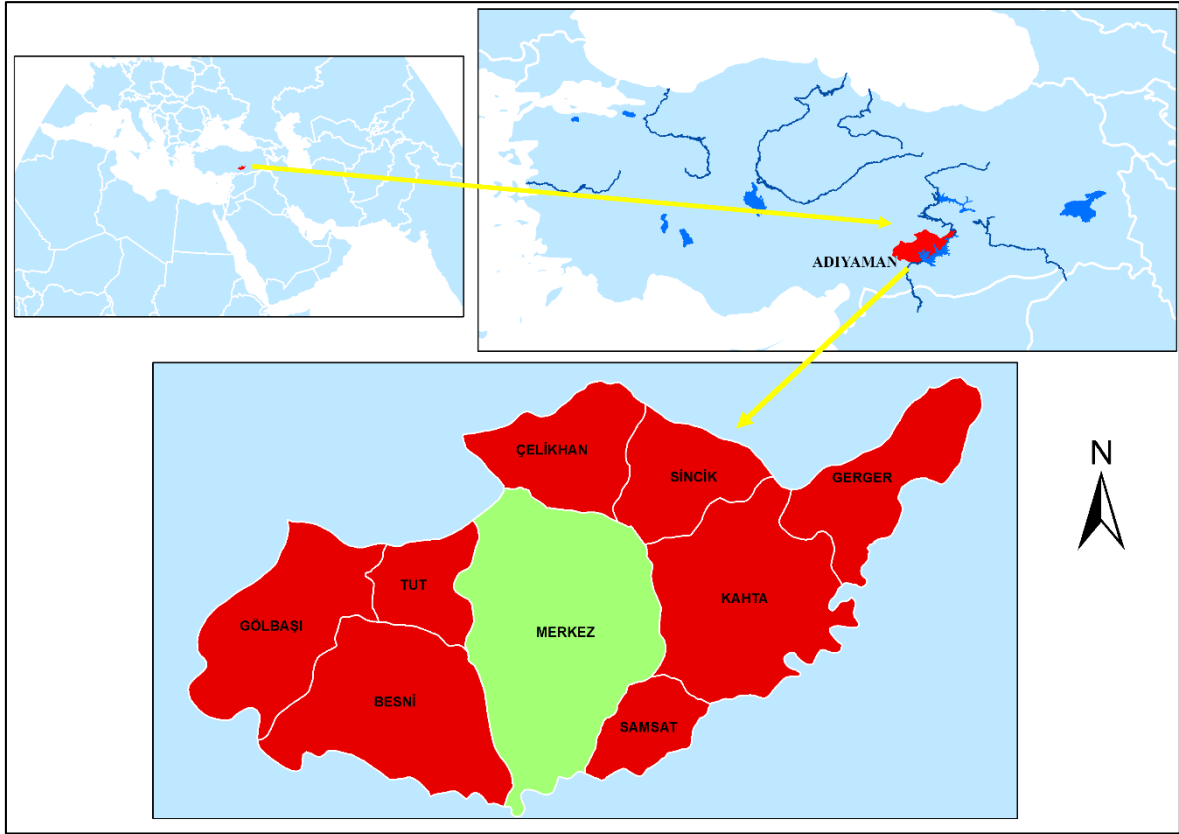 ADIYAMAN
N
ÇELİKHAN
SİNCİK
GERGER
TUT
KAHTA
GÖLBAŞI
MERKEZ
BESNİ
SAMSAT